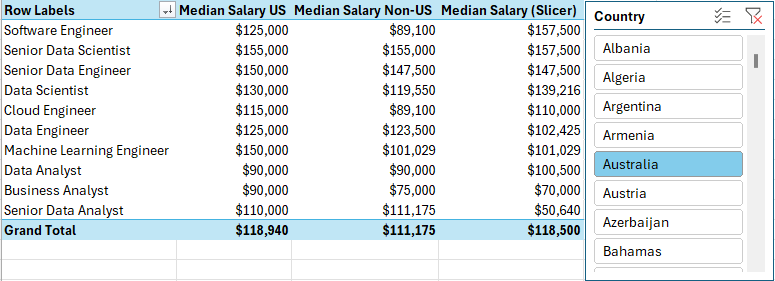 Row Labels Median Salary US Median Salary Non-US Median Salary (Slicer)
Software Engineer $125,000 $89,100 $157,500
Senior Data Scientist $155,000 $155,000 $157,500
Senior Data Engineer $150,000 $147,500 $147,500
Data Scientist $130,000 $119,550 $139,216
Cloud Engineer $115,000 $89,100 $110,000
Data Engineer $125,000 $123,500 $102,425
Machine Learning Engineer $150,000 $101,029 $101,029
Data Analyst $90,000 $90,000 $100,500
Business Analyst $90,000 $75,000 $70,000
Senior Data Analyst $110,000 $111,175 $50,640
Grand Total $118,940 $111,175 $118,500
Country
Albania
Algeria
Argentina
Armenia
Australia
Austria
Azerbaijan
Bahamas